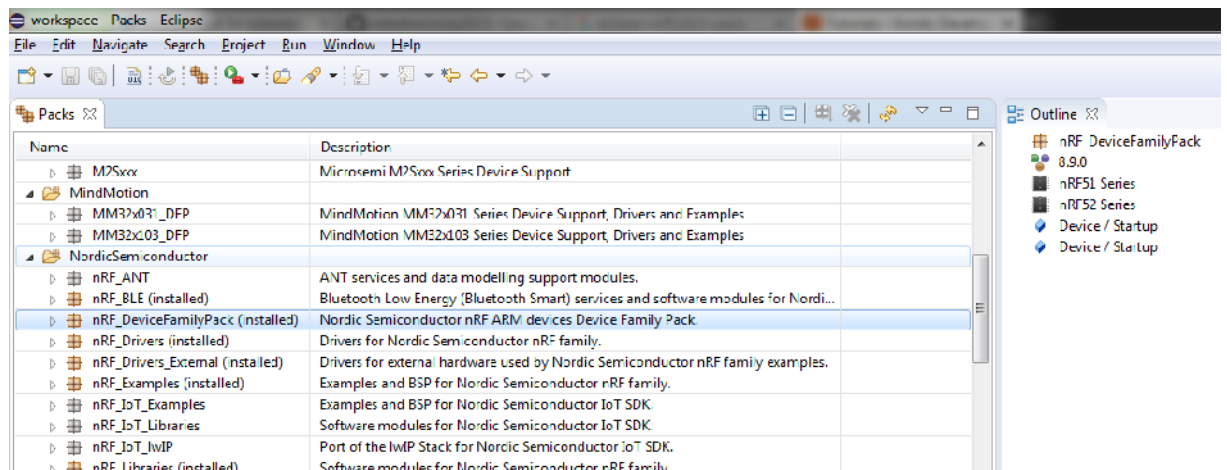 workspace Packs Eclipse
File Edit Navigate Search Project Run Window Help
Packs
Name Description
M2Sxxx Microsemi M2Sxxx Series Device Support
MindMotion
MM32x031_DFP MindMotion MM32x031 Series Device Support, Drivers and Examples
MM32x103_DFP MindMotion MM32x103 Series Device Support, Drivers and Examples
NordicSemiconductor
nRF_ANT ANT services and data modelling support modules.
nRF_BLE (installed) Bluetooth Low Energy (Bluetooth Smart) services and software modules for Nordi...
nRF_DeviceFamilyPack (installed) Nordic Semiconductor nRF ARM devices Device Family Pack.
nRF_Drivers (installed) Drivers for Nordic Semiconductor nRF family.
nRF_Drivers_External (installed) Drivers for external hardware used by Nordic Semiconductor nRF family examples.
nRF_Examples (installed) Examples and BSP for Nordic Semiconductor nRF family.
nRF_IoT_Examples Examples and BSP for Nordic Semiconductor IoT SDK.
nRF_IoT_Libraries Software modules for Nordic Semiconductor IoT SDK.
nRF_IoT_lwIP Port of the lwIP Stack for Nordic Semiconductor IoT SDK.
nRF_Libraries (installed) Software modules for Nordic Semiconductor nRF family.
Outline
nRF_DeviceFamilyPack
8.9.0
nRF51 Series
nRF52 Series
Device / Startup
Device / Startup